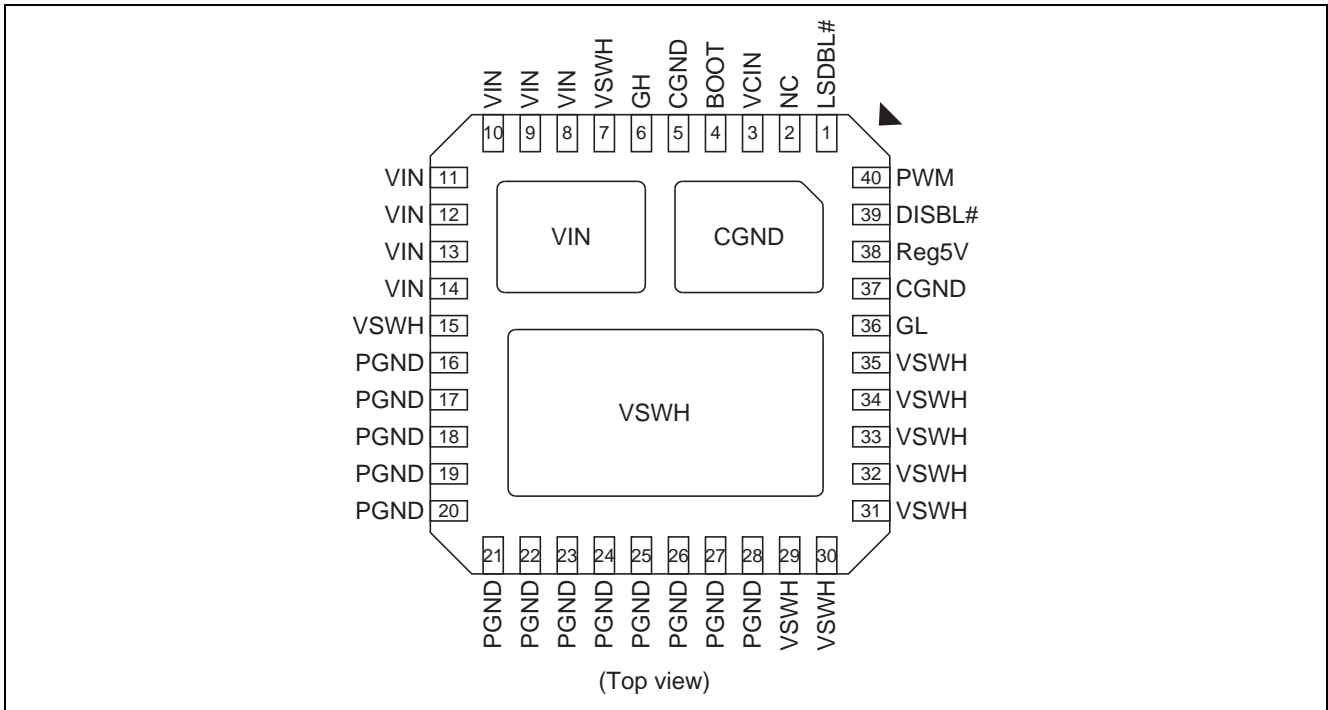 VIN
VIN
VIN
VSWH
GH
CGND
BOOT
VCIN
NC
LSDBL#
10
9
8
7
6
5
4
3
2
1
VIN 11
VIN 12
VIN 13
VIN 14
VSWH 15
PGND 16
PGND 17
PGND 18
PGND 19
PGND 20
VIN
CGND
VSWH
40 PWM
39 DISBL#
38 Reg5V
37 CGND
36 GL
35 VSWH
34 VSWH
33 VSWH
32 VSWH
31 VSWH
21
22
23
24
25
26
27
28
29
30
PGND
PGND
PGND
PGND
PGND
PGND
PGND
PGND
VSWH
VSWH
(Top view)